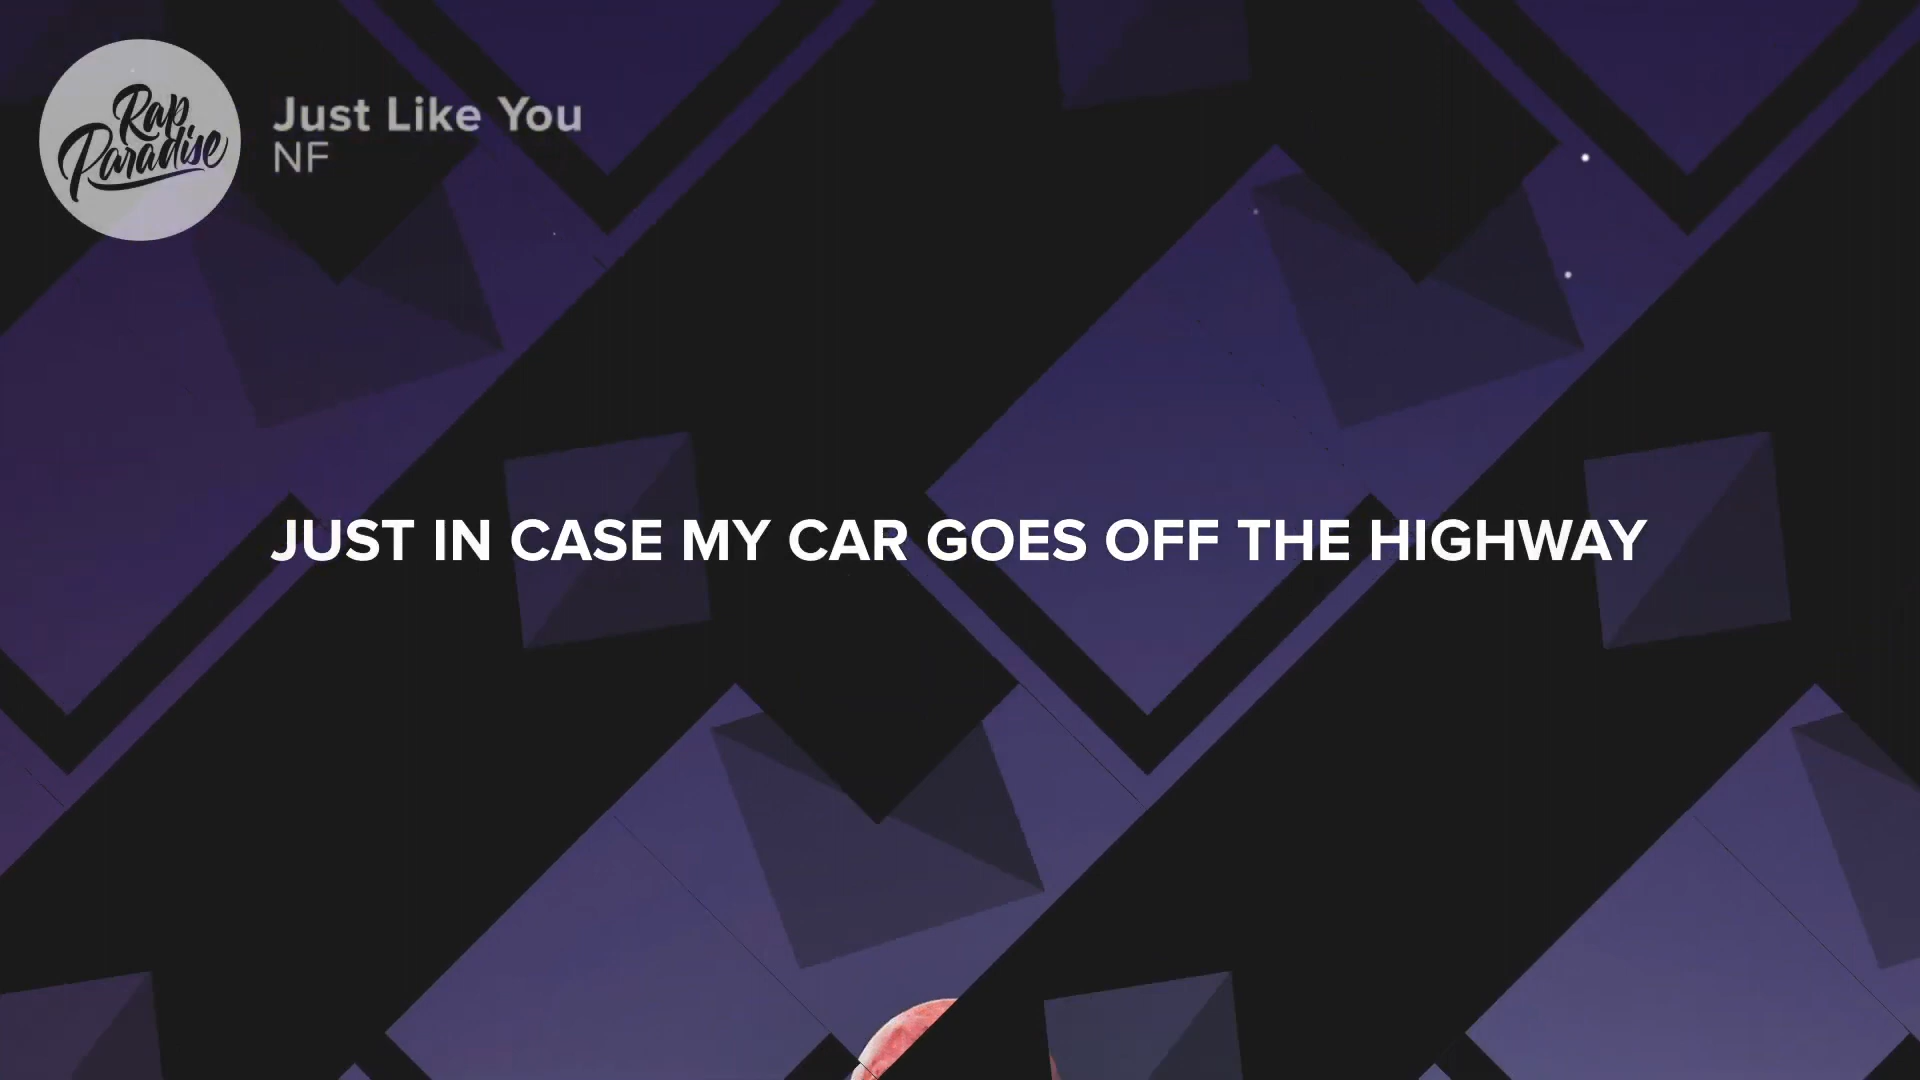 Rap
Paradise
Just Like You
NF
JUST IN CASE MY CAR GOES OFF THE HIGHWAY